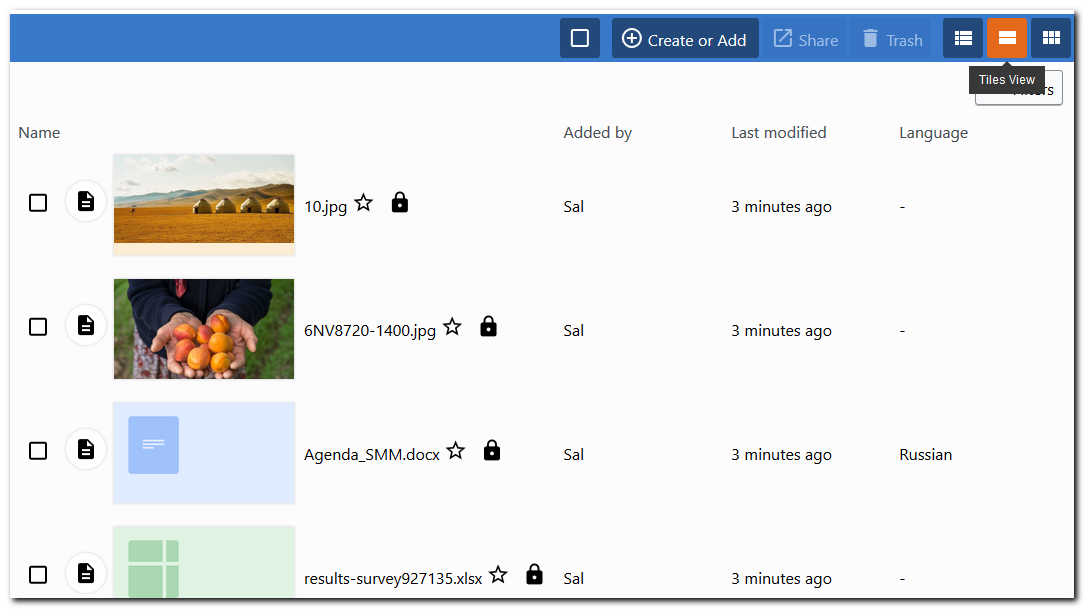 Create or Add Share Trash
Tiles View
Name Added by Last modified Language
10.jpg Sal 3 minutes ago -
6NV8720-1400.jpg Sal 3 minutes ago -
Agenda_SMM.docx Sal 3 minutes ago Russian
results-survey927135.xlsx Sal 3 minutes ago -